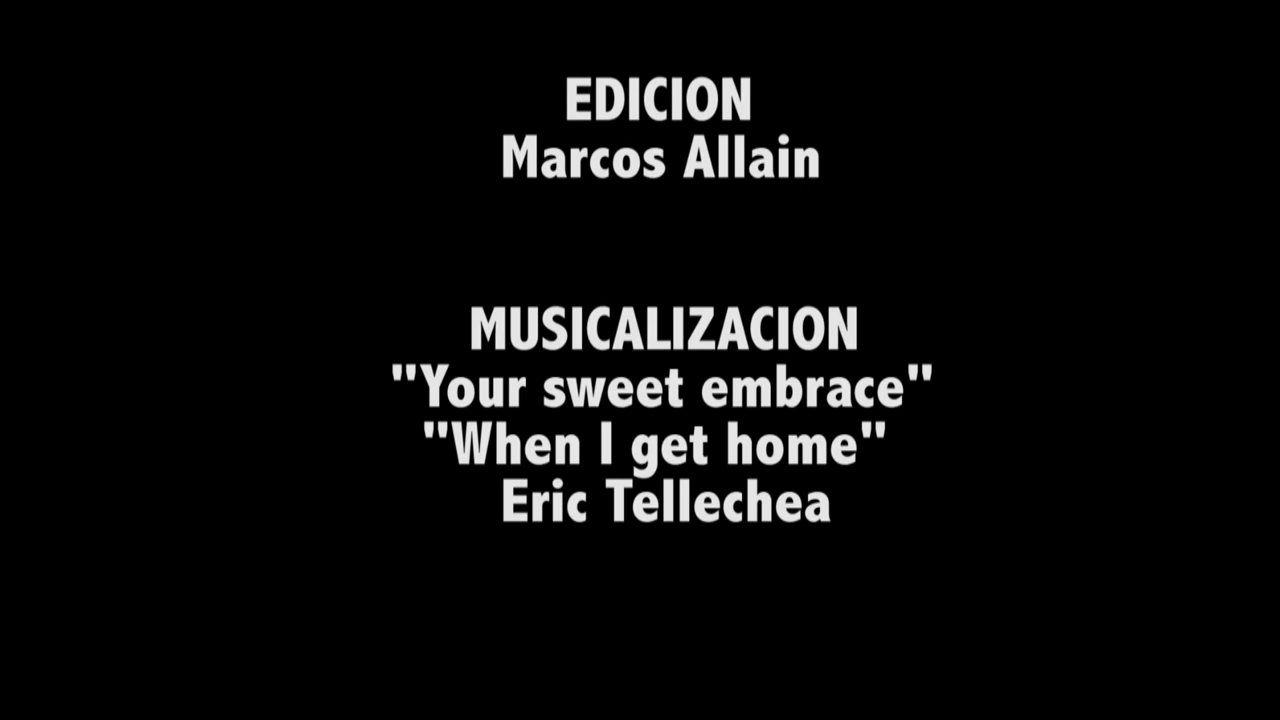 EDICION
Marcos Allain
MUSICALIZACION
"Your sweet embrace"
"When I get home"
Eric Tellechea